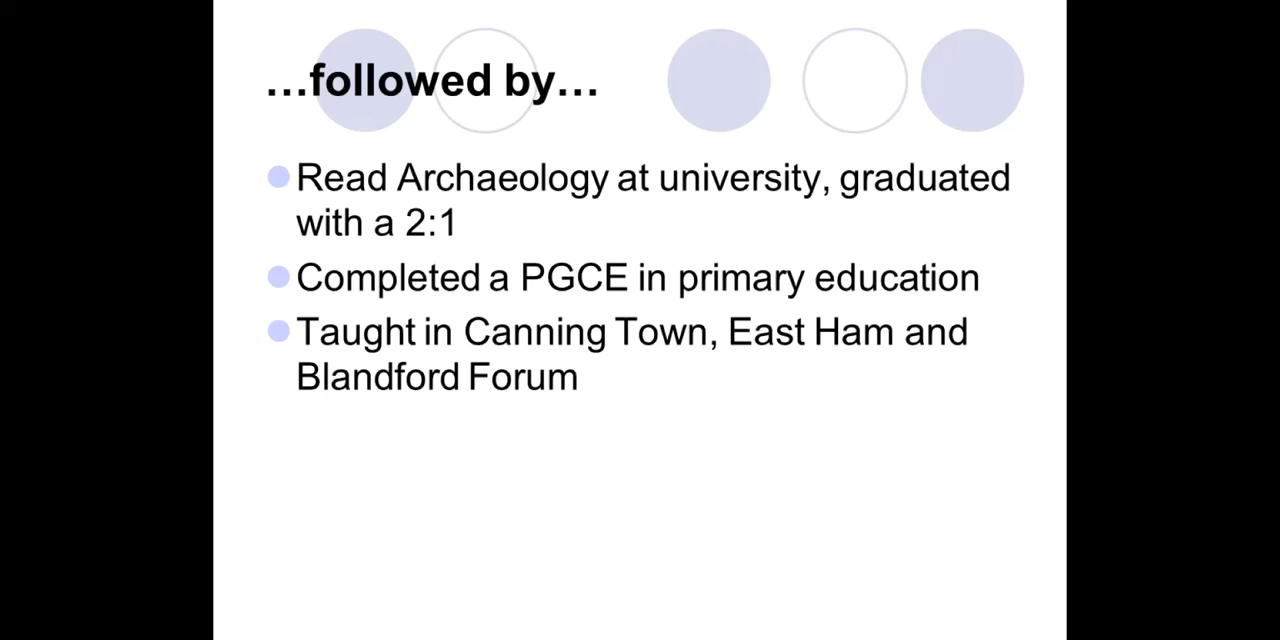 …followed by…
Read Archaeology at university, graduated
with a 2:1
Completed a PGCE in primary education
Taught in Canning Town, East Ham and
Blandford Forum